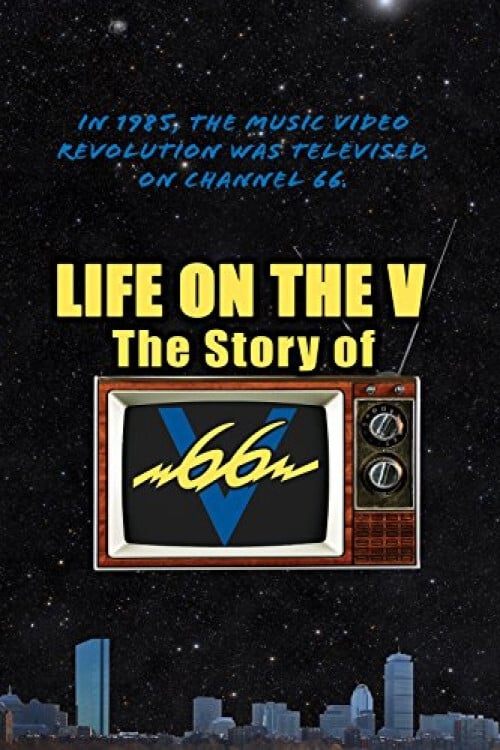 IN 1985, THE MUSIC VIDEO
REVOLUTION WAS TELEVISED.
ON CHANNEL 66.
LIFE ON THE V
The Story of
V
66